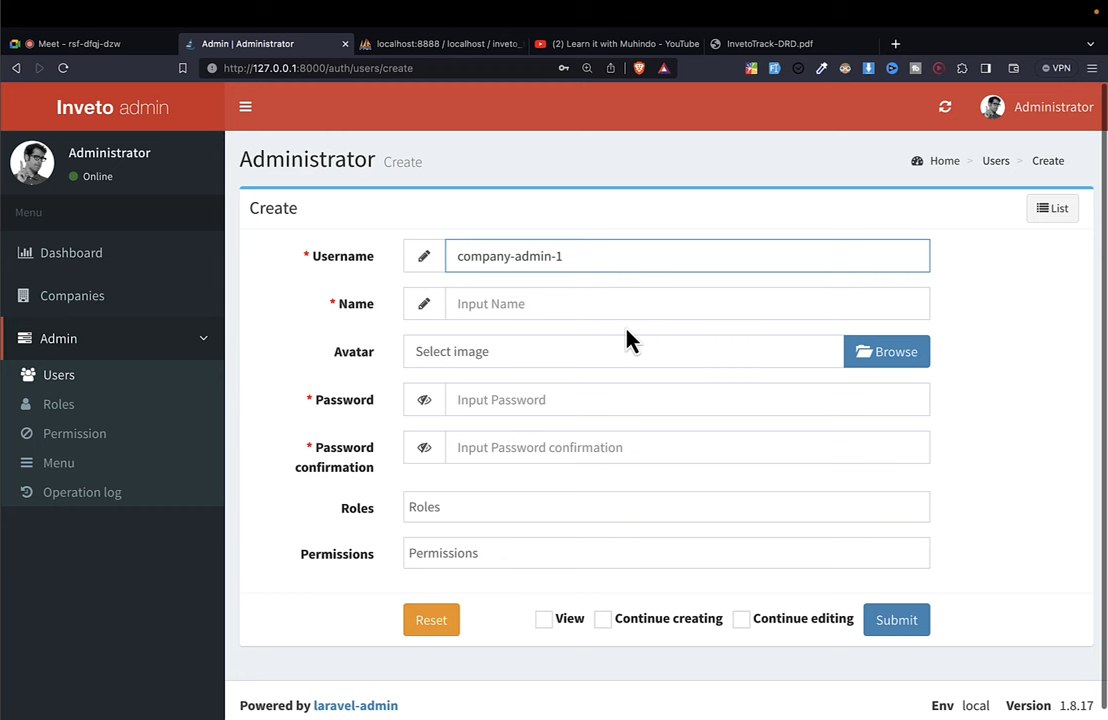 Meet - rsf-dfqj-dzw
Admin | Administrator
localhost:8888 / localhost / inveto_
(2) Learn it with Muhindo - YouTube
InvetoTrack-DRD.pdf
http://127.0.0.1:8000/auth/users/create
VPN
Inveto admin
Administrator
Administrator
Online
Menu
Dashboard
Companies
Admin
Users
Roles
Permission
Menu
Operation log
Administrator Create
Home > Users > Create
Create
List
* Username
company-admin-1
* Name
Input Name
Avatar
Select image
Browse
* Password
Input Password
* Password confirmation
Input Password confirmation
Roles
Roles
Permissions
Permissions
Reset
View
Continue creating
Continue editing
Submit
Powered by laravel-admin
Env local Version 1.8.17